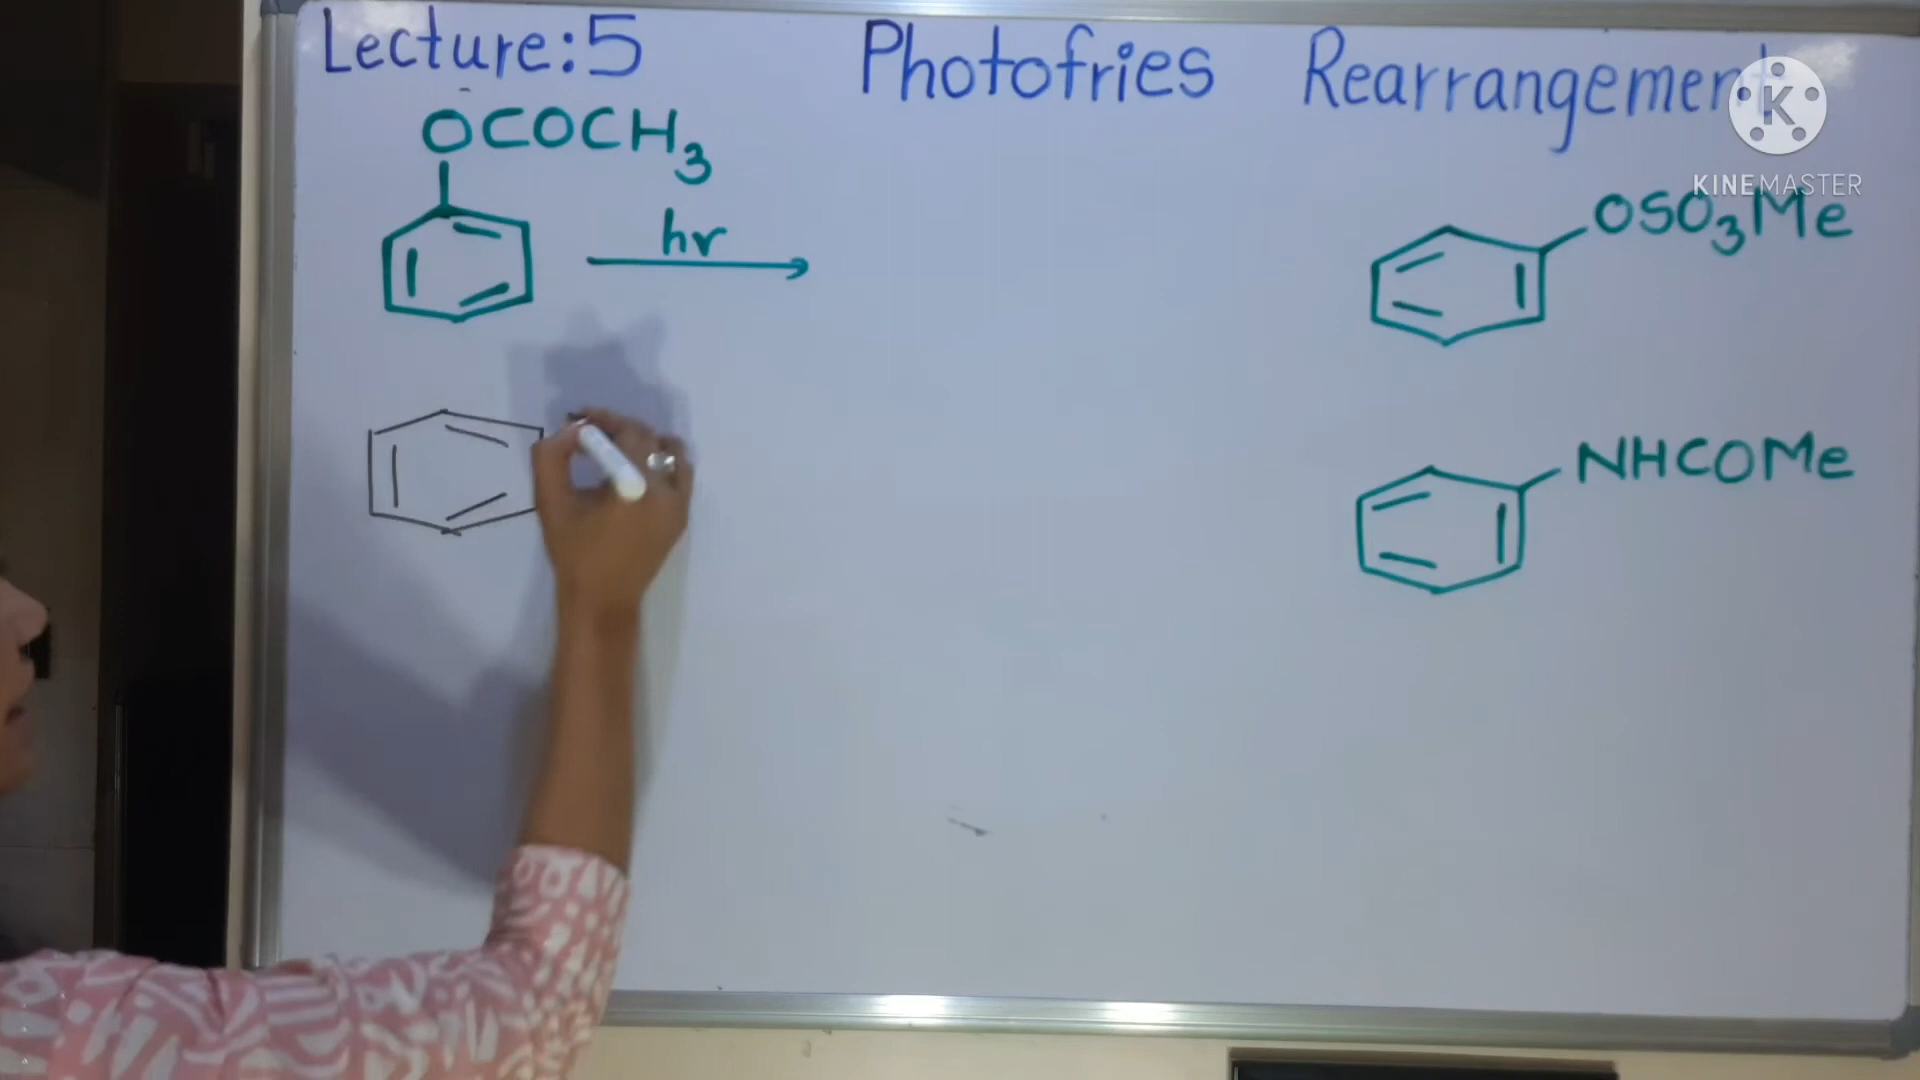 Lecture:5 Photofries Rearrangement
OCOCH3
hν
OSO3Me
NHCOMe
K
KINEMASTER